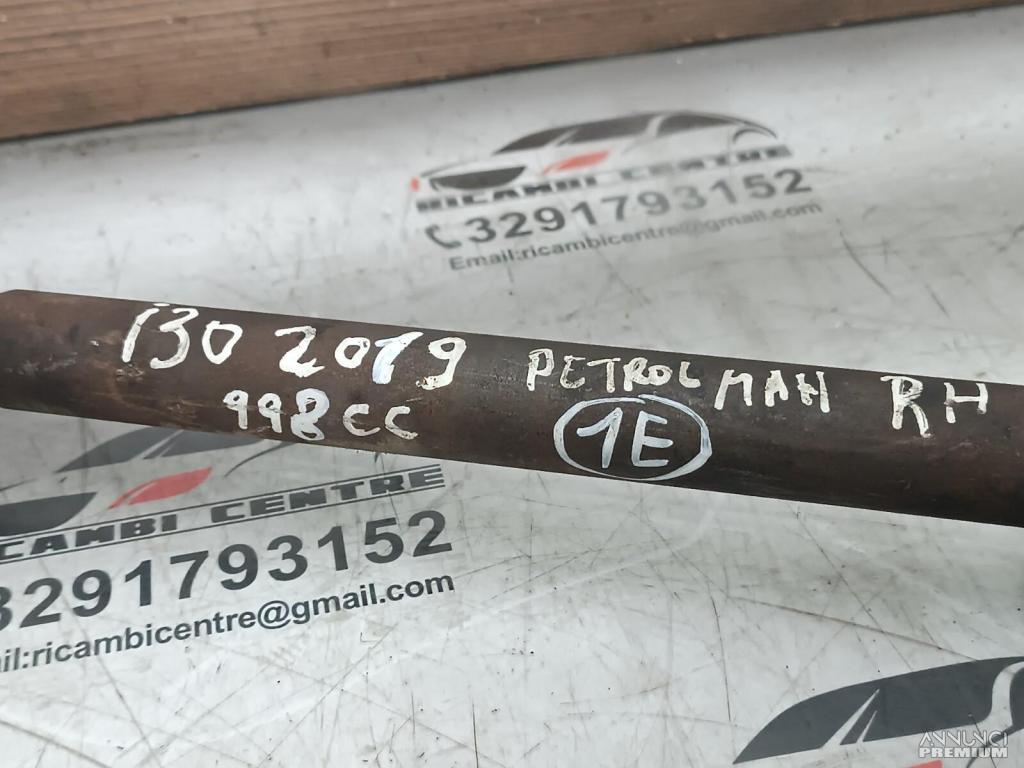 RICAMBI CENTRE
3291793152
Email:ricambicentre@gmail.com
i30 2019 PETROL MAN RH
998CC
1E
CAMBI CENTRE
3291793152
ail:ricambicentre@gmail.com
ANNUNCI
PREMIUM